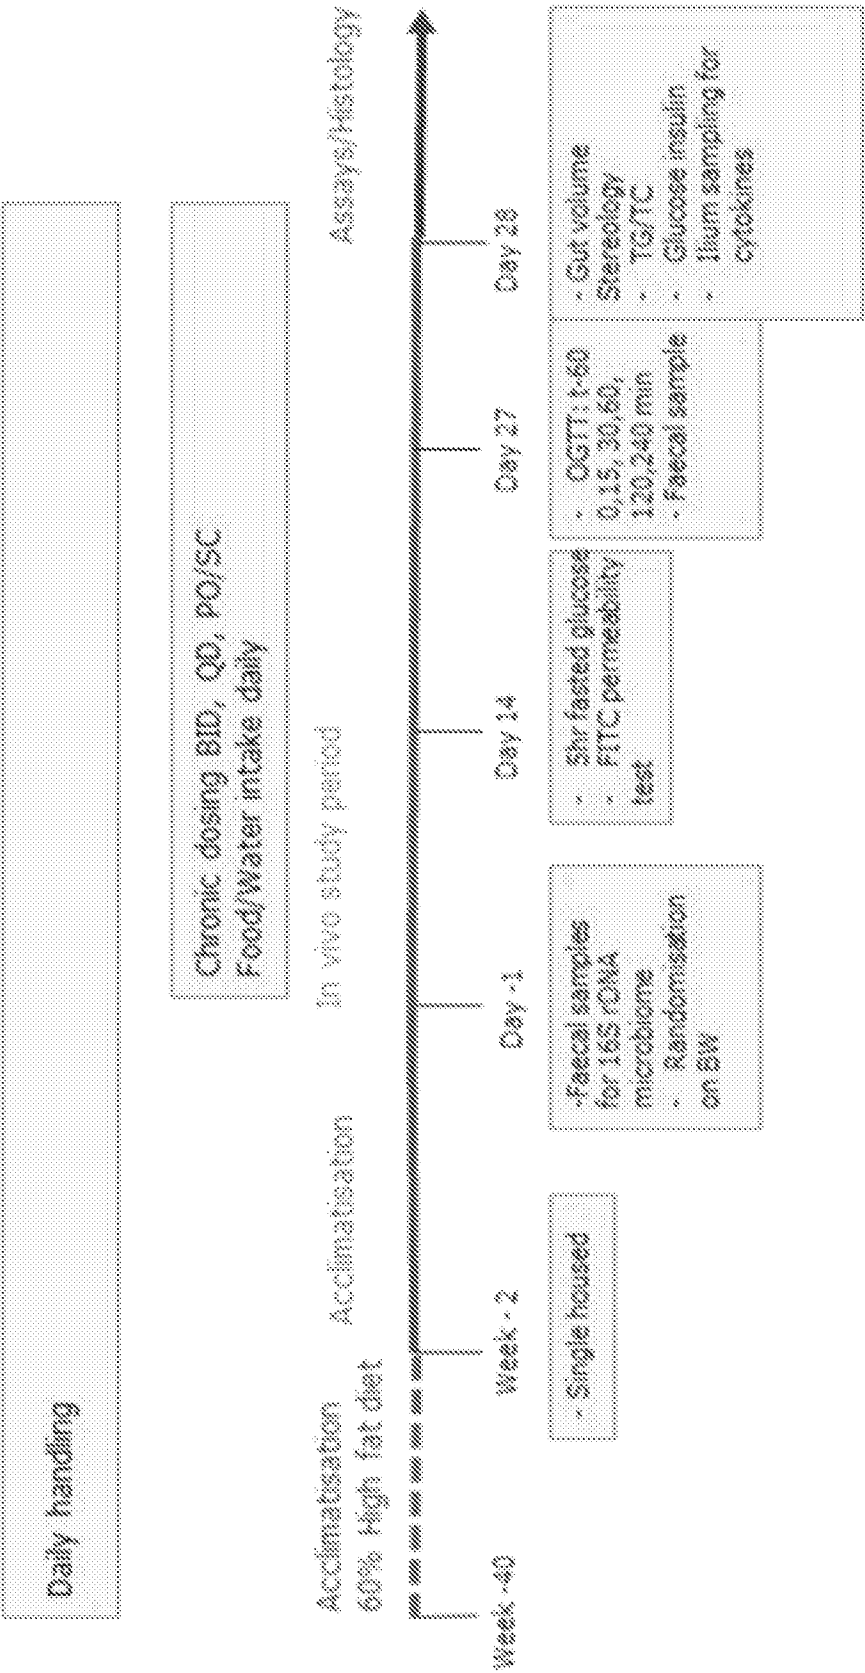 Daily handling
Chronic dosing BID, QD, PO/SC
Food/Water intake daily
Acclimatisation
60% High fat diet
Acclimatisation
In vivo study period
Assays/Histology
Week -40
Week - 2
Day -1
Day 14
Day 27
Day 28
- Single housed
-Faecal samples
for 16S rDNA
microbiome
- Randomisation
on BW
- 5hr fasted glucose
- FITC permeability
test
- OGTT: t-60
0,15, 30,60,
120,240 min
- Faecal sample
- Gut volume
Stereology
- TG/TC
- Glucose insulin
- Ilium sampling for
cytokines